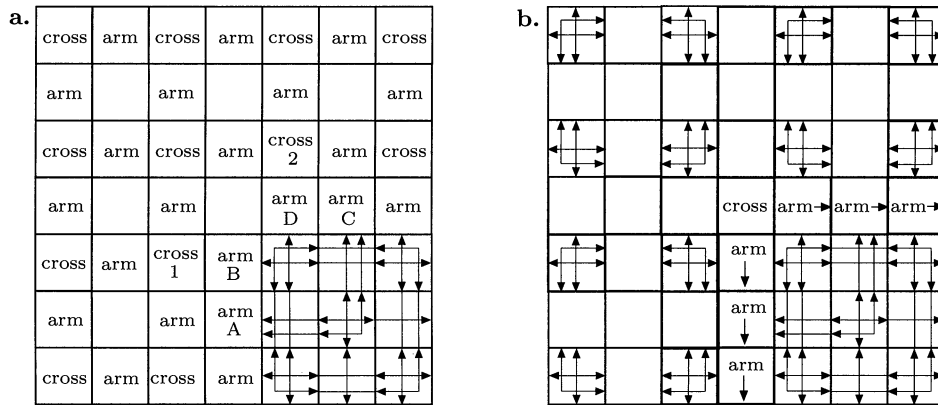 a.
cross arm cross arm cross arm cross
arm arm arm arm
cross arm cross arm cross 2 arm cross
arm arm arm D arm C arm
cross arm cross 1 arm B
arm arm arm A
cross arm cross arm
b.
cross arm arm arm
arm
arm
arm